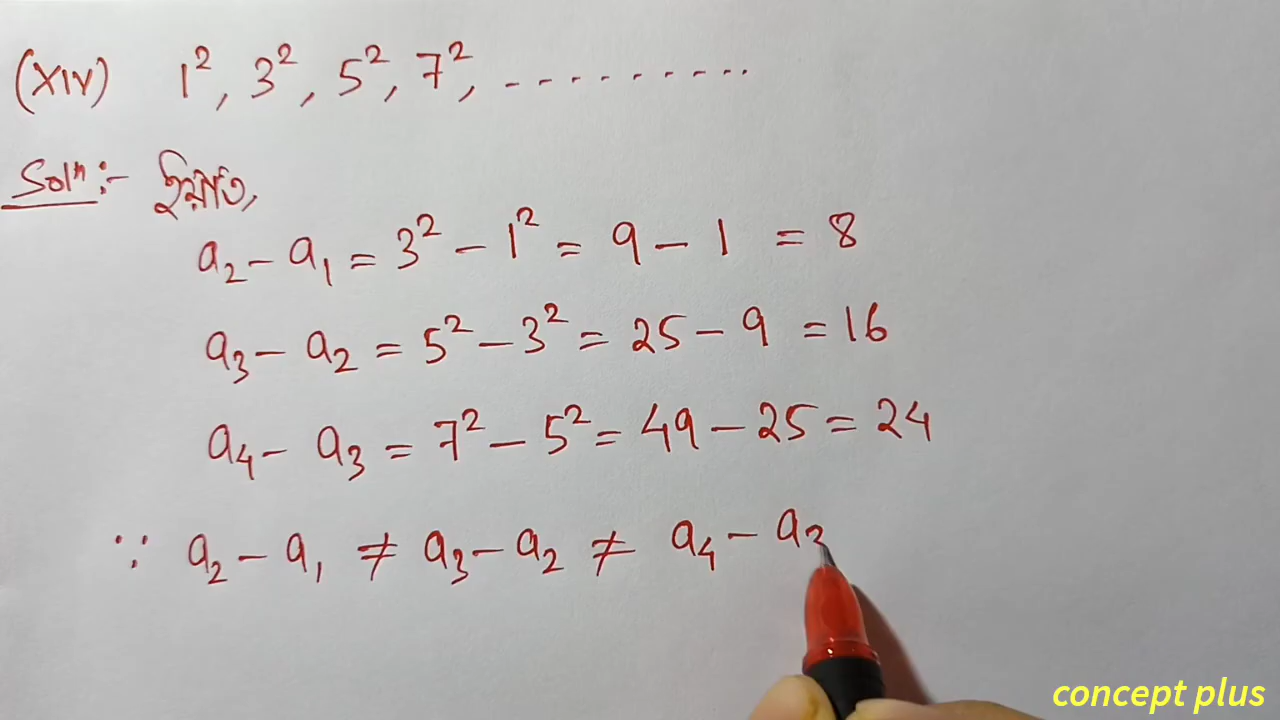 (XIV) 1², 3², 5², 7², ..........
Solⁿ :- ইয়াত,
a₂ - a₁ = 3² - 1² = 9 - 1 = 8
a₃ - a₂ = 5² - 3² = 25 - 9 = 16
a₄ - a₃ = 7² - 5² = 49 - 25 = 24
∵ a₂ - a₁ ≠ a₃ - a₂ ≠ a₄ - a₃
concept plus